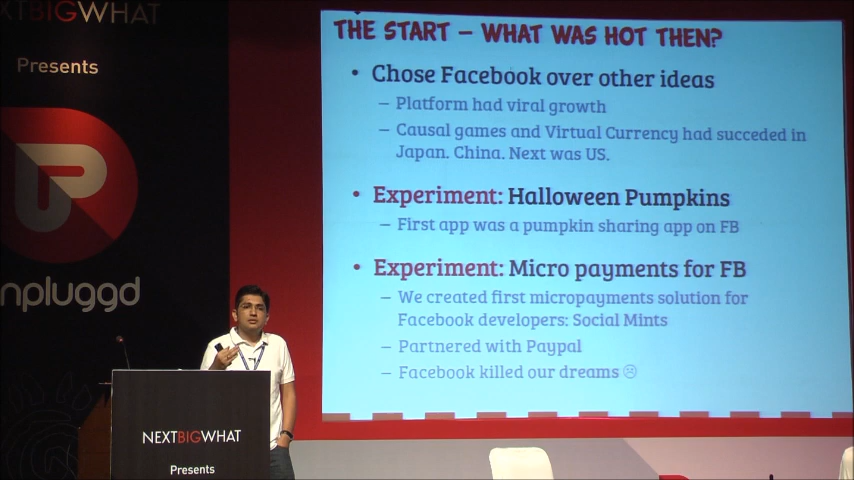 XTBIGWHAT
Presents
UP
npluggd
NEXTBIGWHAT
Presents
THE START – WHAT WAS HOT THEN?
• Chose Facebook over other ideas
– Platform had viral growth
– Causal games and Virtual Currency had succeded in
Japan. China. Next was US.
• Experiment: Halloween Pumpkins
– First app was a pumpkin sharing app on FB
• Experiment: Micro payments for FB
– We created first micropayments solution for
Facebook developers: Social Mints
– Partnered with Paypal
– Facebook killed our dreams ☹